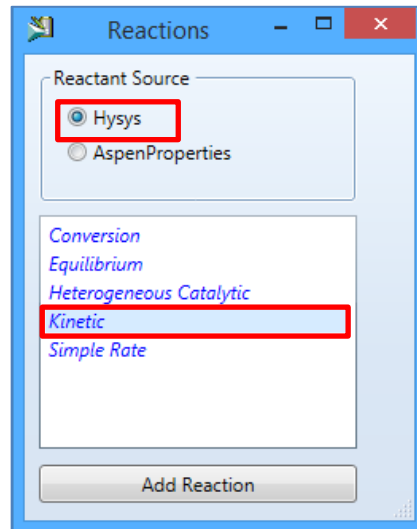 Reactions
Reactant Source
Hysys
AspenProperties
Conversion
Equilibrium
Heterogeneous Catalytic
Kinetic
Simple Rate
Add Reaction